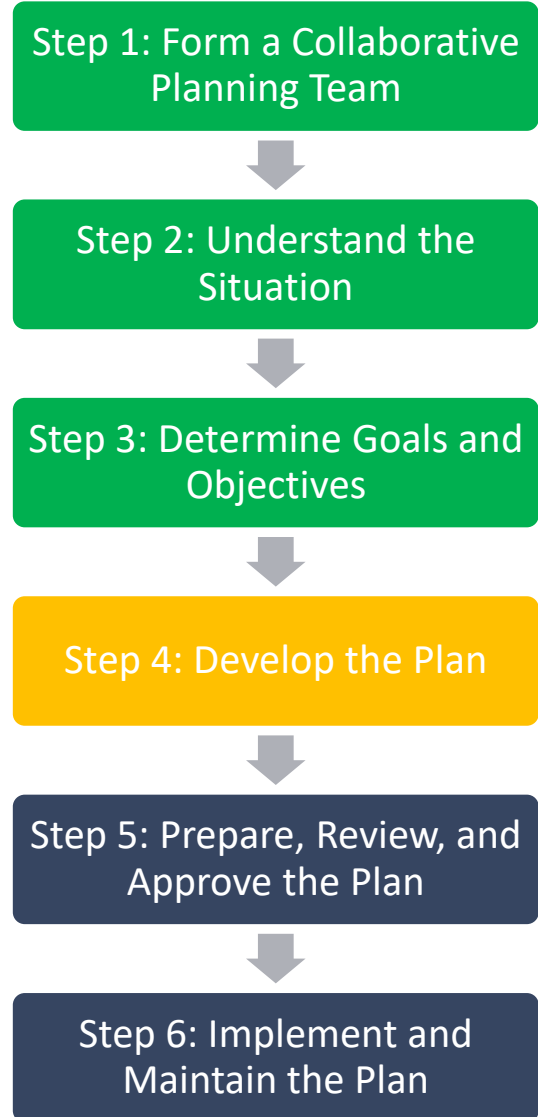 Step 1: Form a Collaborative
Planning Team
Step 2: Understand the
Situation
Step 3: Determine Goals and
Objectives
Step 4: Develop the Plan
Step 5: Prepare, Review, and
Approve the Plan
Step 6: Implement and
Maintain the Plan